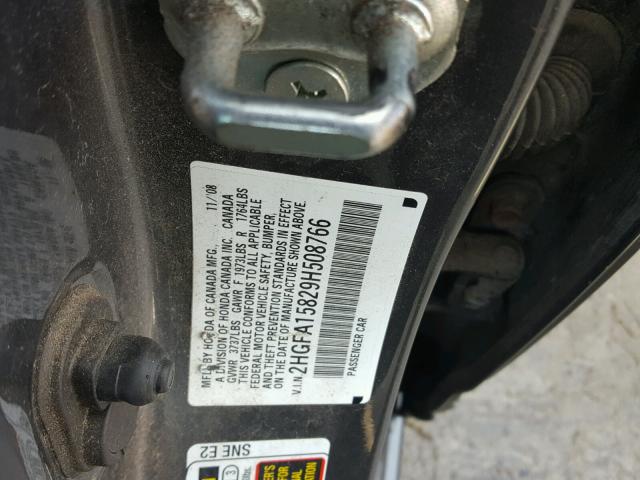 MFD. BY HONDA OF CANADA MFG. 11/08
A DIVISION OF HONDA CANADA INC. CANADA
GVWR 3737LBS GAWR F 1973LBS R 1764LBS
THIS VEHICLE CONFORMS TO ALL APPLICABLE
FEDERAL MOTOR VEHICLE SAFETY, BUMPER,
AND THEFT PREVENTION STANDARDS IN EFFECT
ON THE DATE OF MANUFACTURE SHOWN ABOVE.
V.I.N. 2HGFA15829H508766
PASSENGER CAR
SNE E2
3